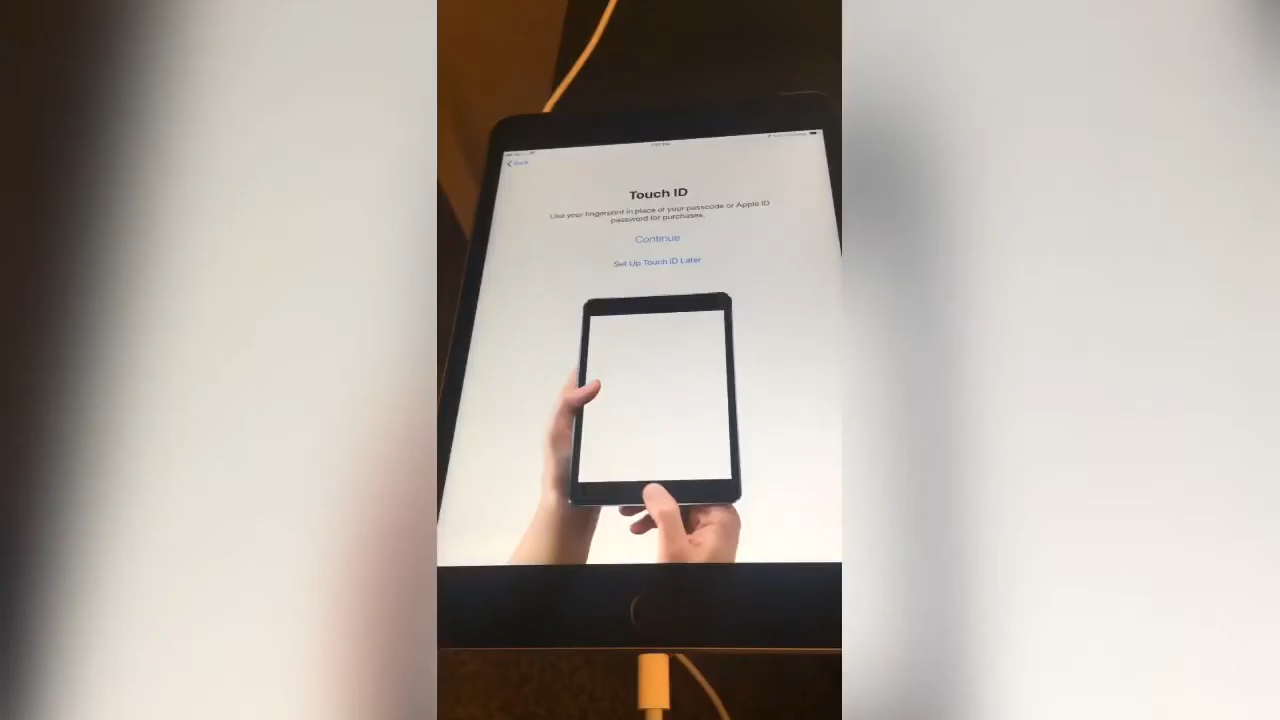 Back
Touch ID
Use your fingerprint in place of your passcode or Apple ID
password for purchases.
Continue
Set Up Touch ID Later